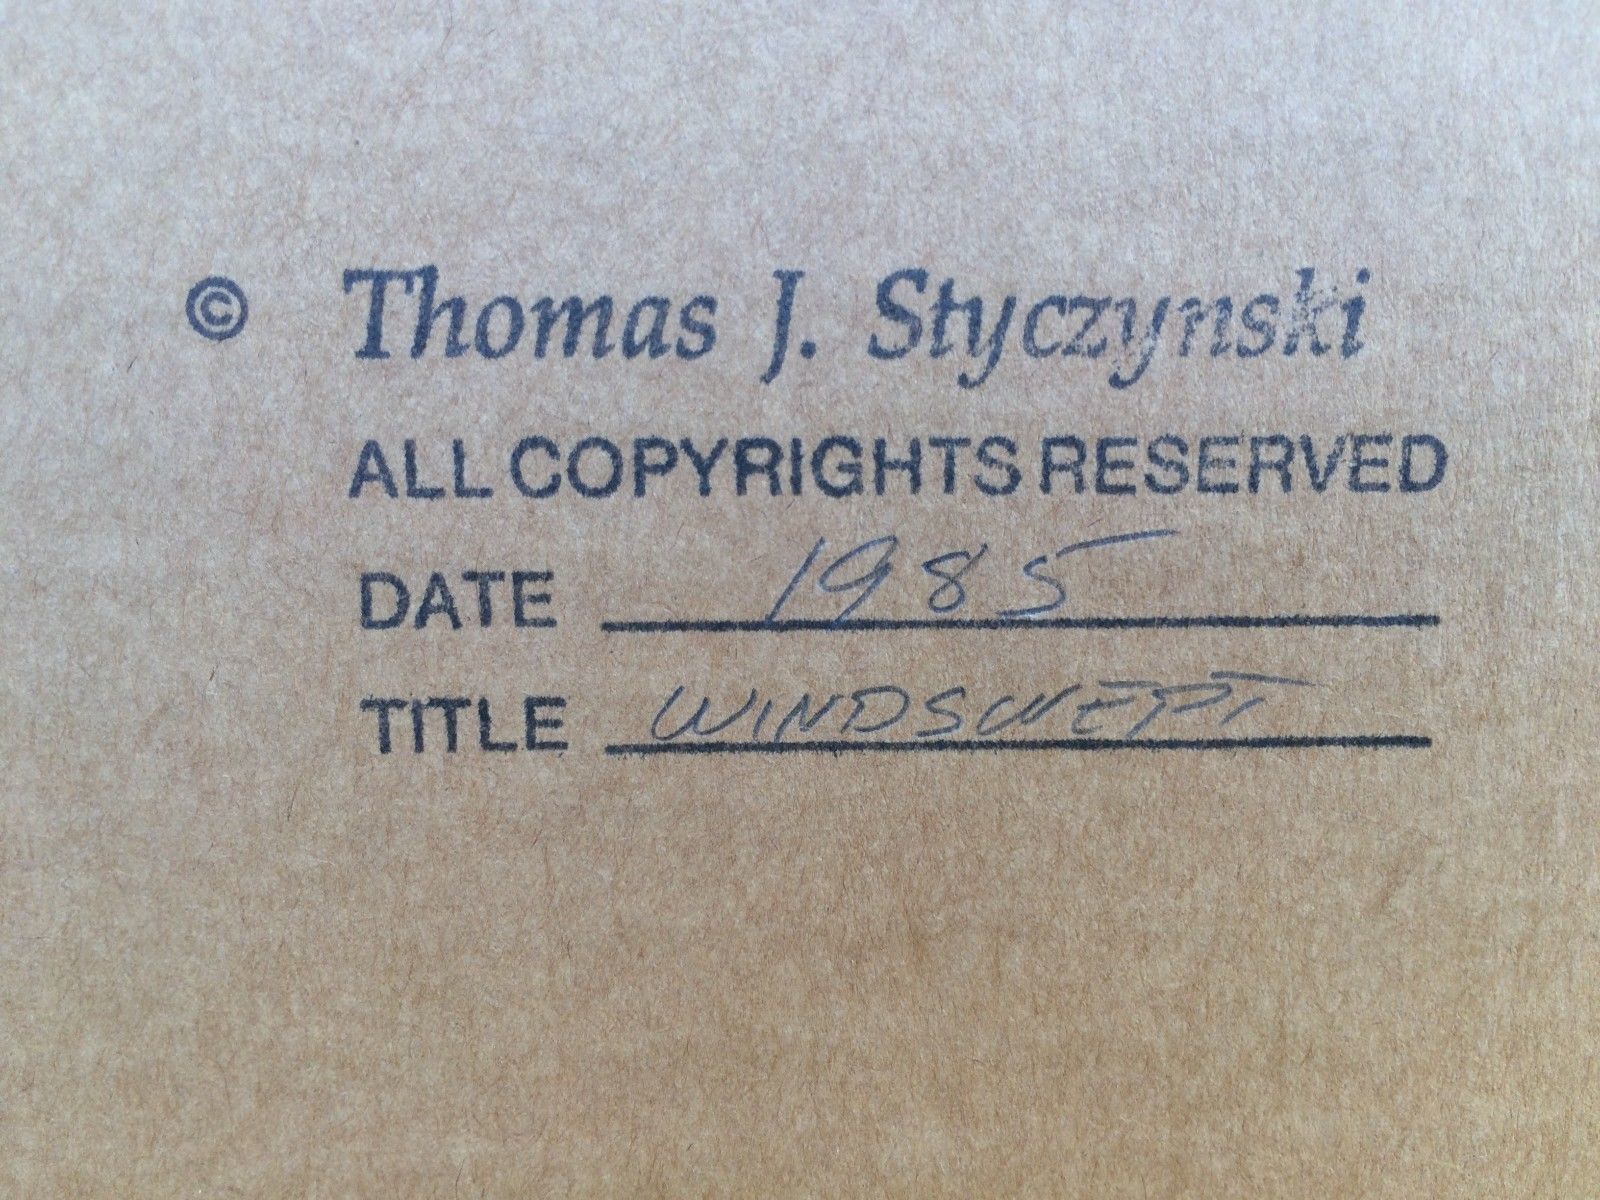 © Thomas J. Styczynski
ALL COPYRIGHTS RESERVED
DATE 1985
TITLE WINDSWEPT